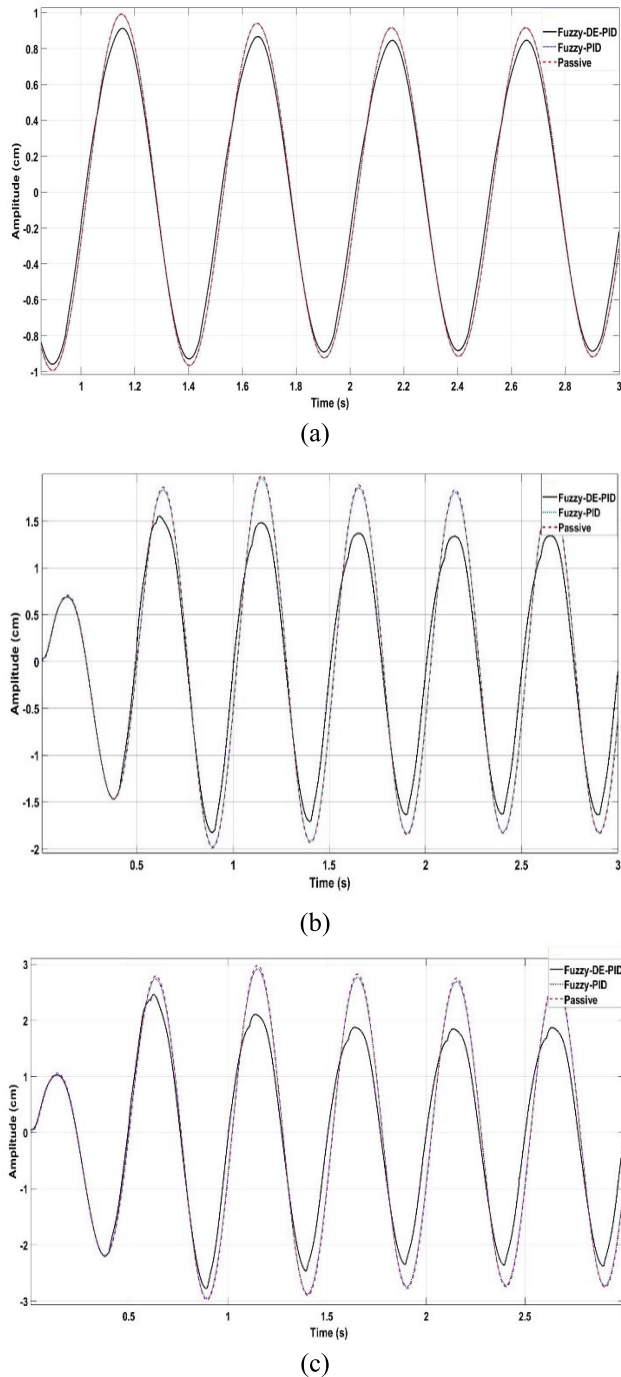 1
0.8
0.6
0.4
0.2
0
-0.2
-0.4
-0.6
-0.8
-1
Amplitude (cm)
Fuzzy-DE-PID
Fuzzy-PID
Passive
1 1.2 1.4 1.6 1.8 2 2.2 2.4 2.6 2.8 3
Time (s)
(a)
1.5
1
0.5
0
-0.5
-1
-1.5
-2
Amplitude (cm)
Fuzzy-DE-PID
Fuzzy-PID
Passive
0.5 1 1.5 2 2.5 3
Time (s)
(b)
3
2
1
0
-1
-2
-3
Amplitude (cm)
Fuzzy-DE-PID
Fuzzy-PID
Passive
0.5 1 1.5 2 2.5
Time (s)
(c)